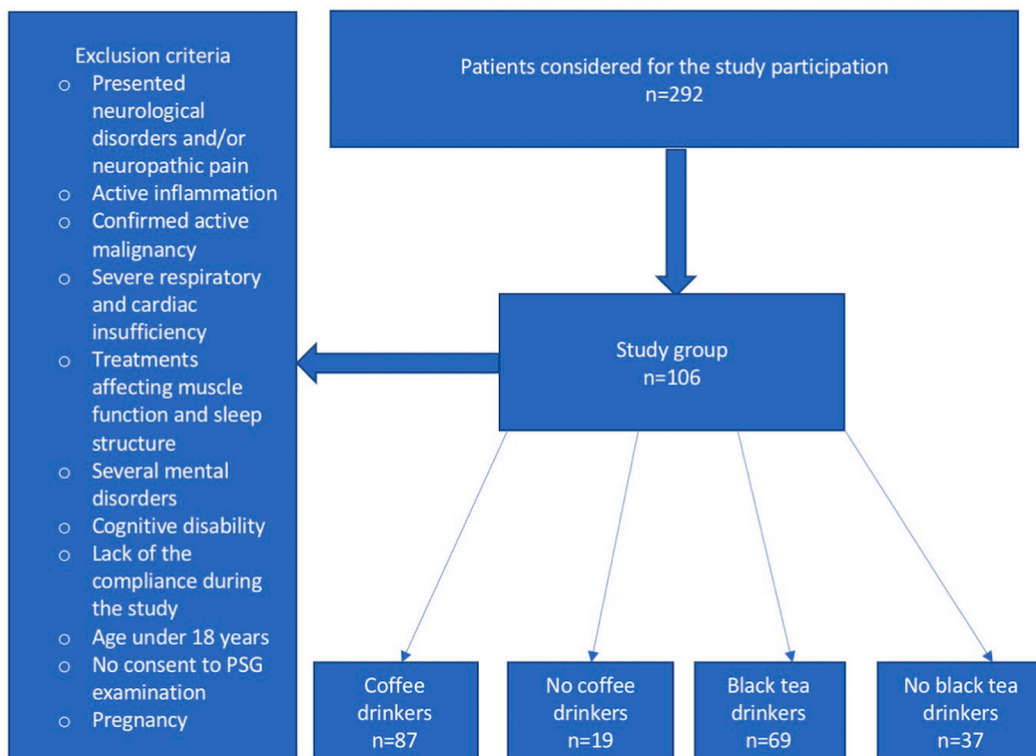 Exclusion criteria
o Presented
neurological
disorders and/or
neuropathic pain
o Active inflammation
o Confirmed active
malignancy
o Severe respiratory
and cardiac
insufficiency
o Treatments
affecting muscle
function and sleep
structure
o Several mental
disorders
o Cognitive disability
o Lack of the
compliance during
the study
o Age under 18 years
o No consent to PSG
examination
o Pregnancy
Patients considered for the study participation
n=292
Study group
n=106
Coffee
drinkers
n=87
No coffee
drinkers
n=19
Black tea
drinkers
n=69
No black tea
drinkers
n=37